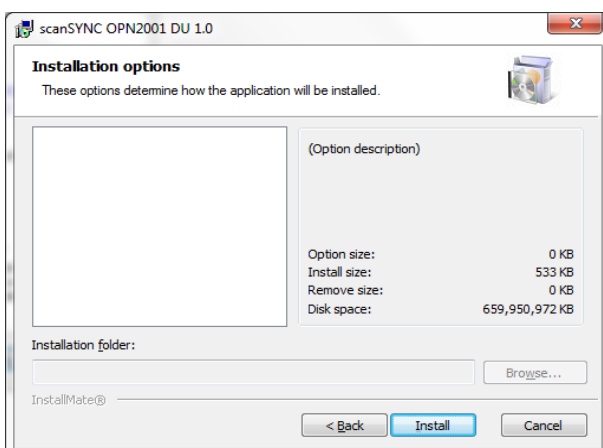 scanSYNC OPN2001 DU 1.0
Installation options
These options determine how the application will be installed.
(Option description)
Option size: 0 KB
Install size: 533 KB
Remove size: 0 KB
Disk space: 659,950,972 KB
Installation folder:
Browse...
InstallMate®
< Back Install Cancel